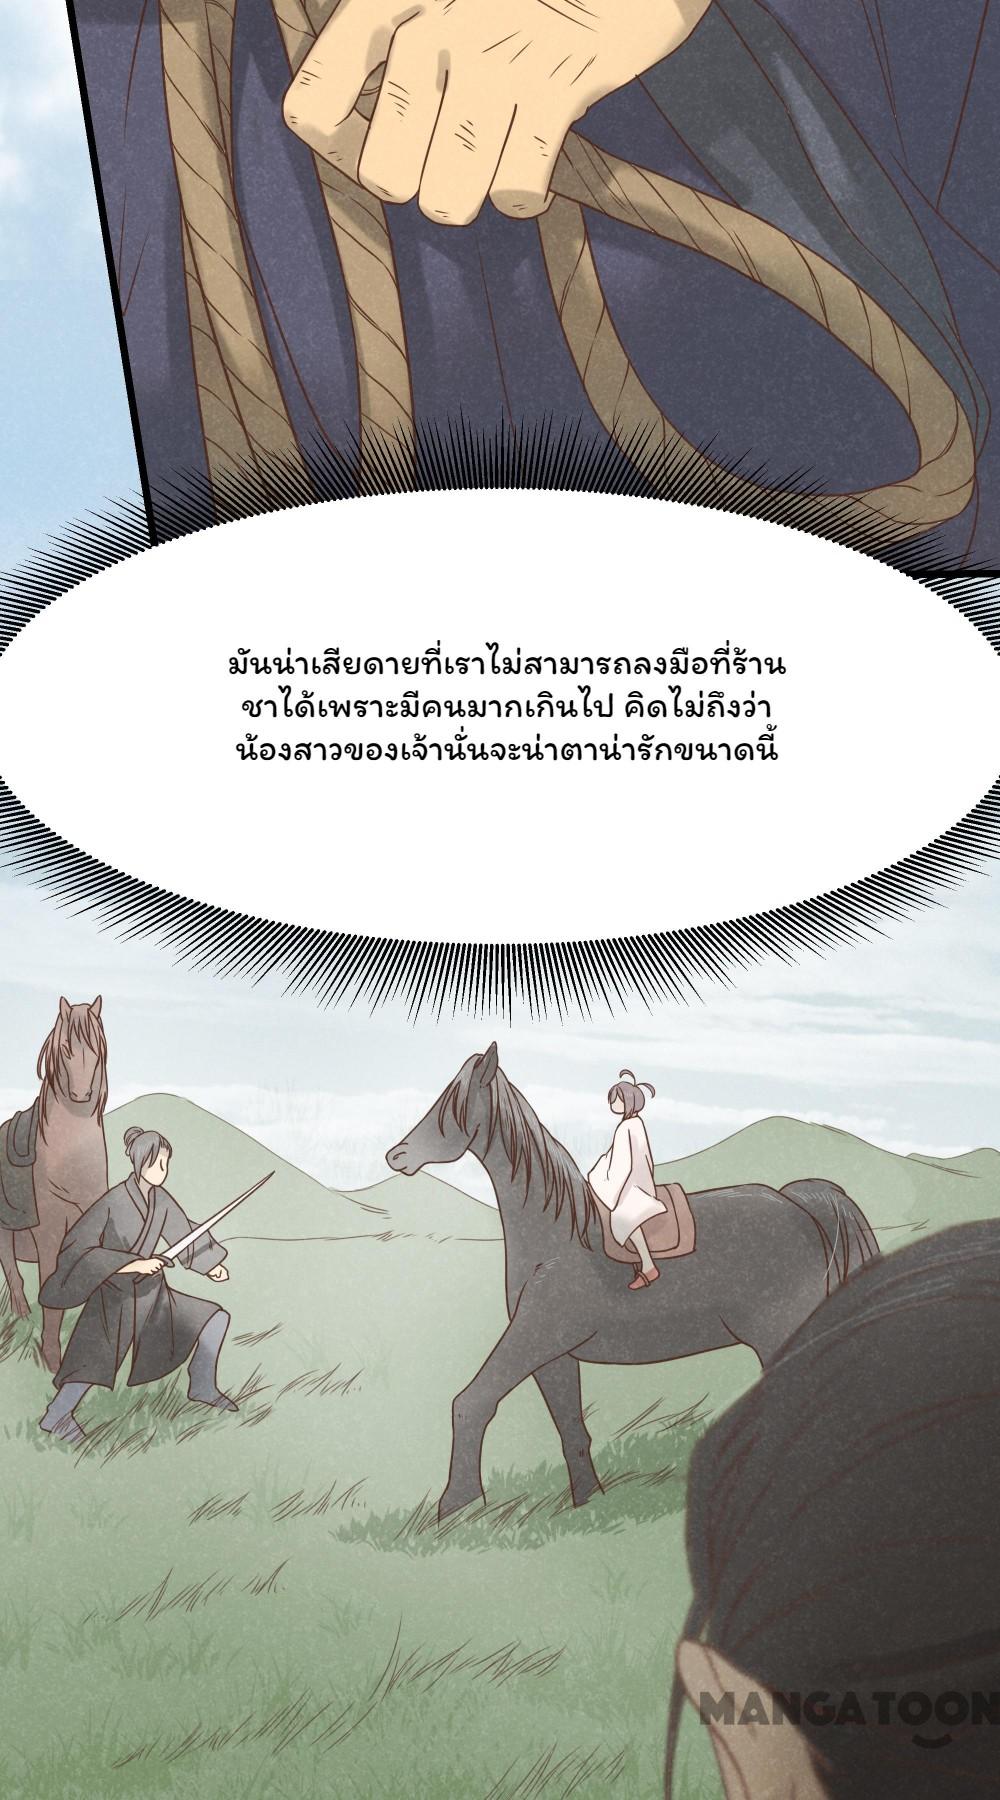 มันน่าเสียดายที่เราไม่สามารถลงมือที่ร้าน
ชาได้เพราะมีคนมากเกินไป คิดไม่ถึงว่า
น้องสาวของเจ้านั่นจะน่าตาน่ารักขนาดนี้
MANGATOON